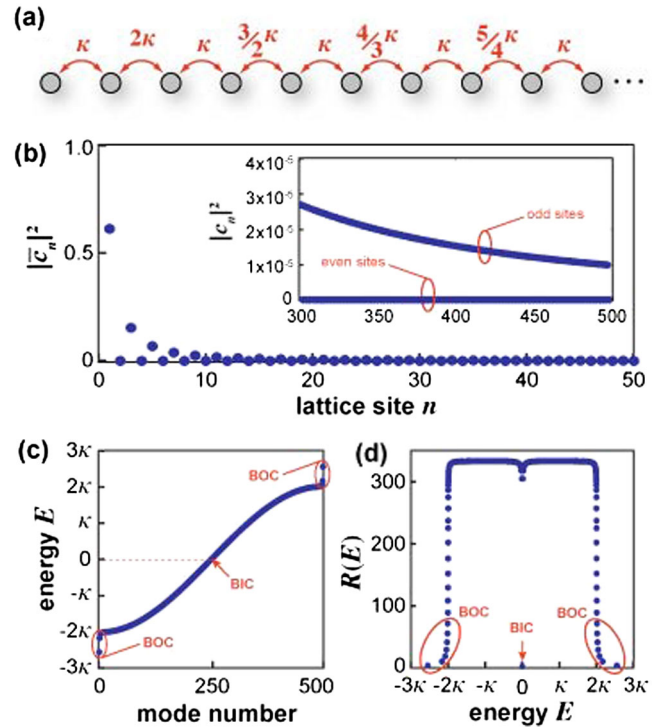 (a)
κ 2κ κ 3/2κ κ 4/3κ κ 5/4κ κ
...
(b)
1.0
0.5
0
|c̄ₙ|²
0 10 20 30 40 50
lattice site n
4x10⁻⁵
3x10⁻⁵
2x10⁻⁵
1x10⁻⁵
0
|cₙ|²
odd sites
even sites
300 350 400 450 500
(c)
3κ
2κ
κ
0
-κ
-2κ
-3κ
energy E
BOC
BIC
BOC
0 250 500
mode number
(d)
300
200
100
0
R(E)
BOC
BIC
BOC
-3κ -2κ -κ 0 κ 2κ 3κ
energy E